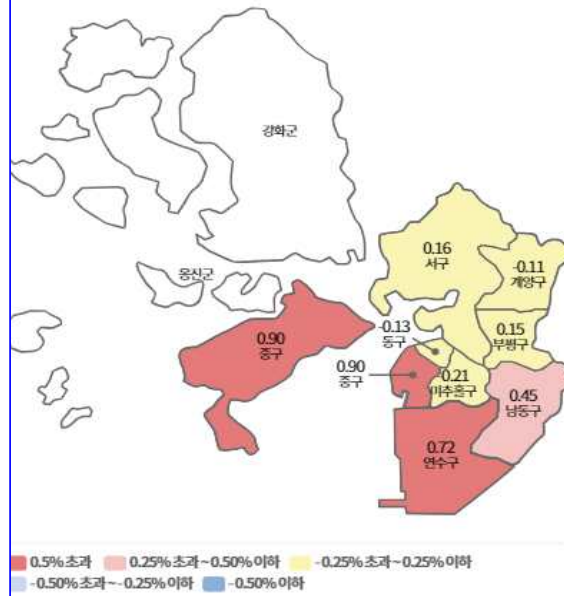 강화군
옹진군
0.16
서구
-0.11
계양구
-0.13
동구
0.15
부평구
0.90
중구
0.90
중구
-0.21
미추홀구
0.45
남동구
0.72
연수구
0.5% 초과 0.25% 초과~0.50% 이하 -0.25% 초과~0.25% 이하
-0.50% 초과~-0.25% 이하 -0.50% 이하